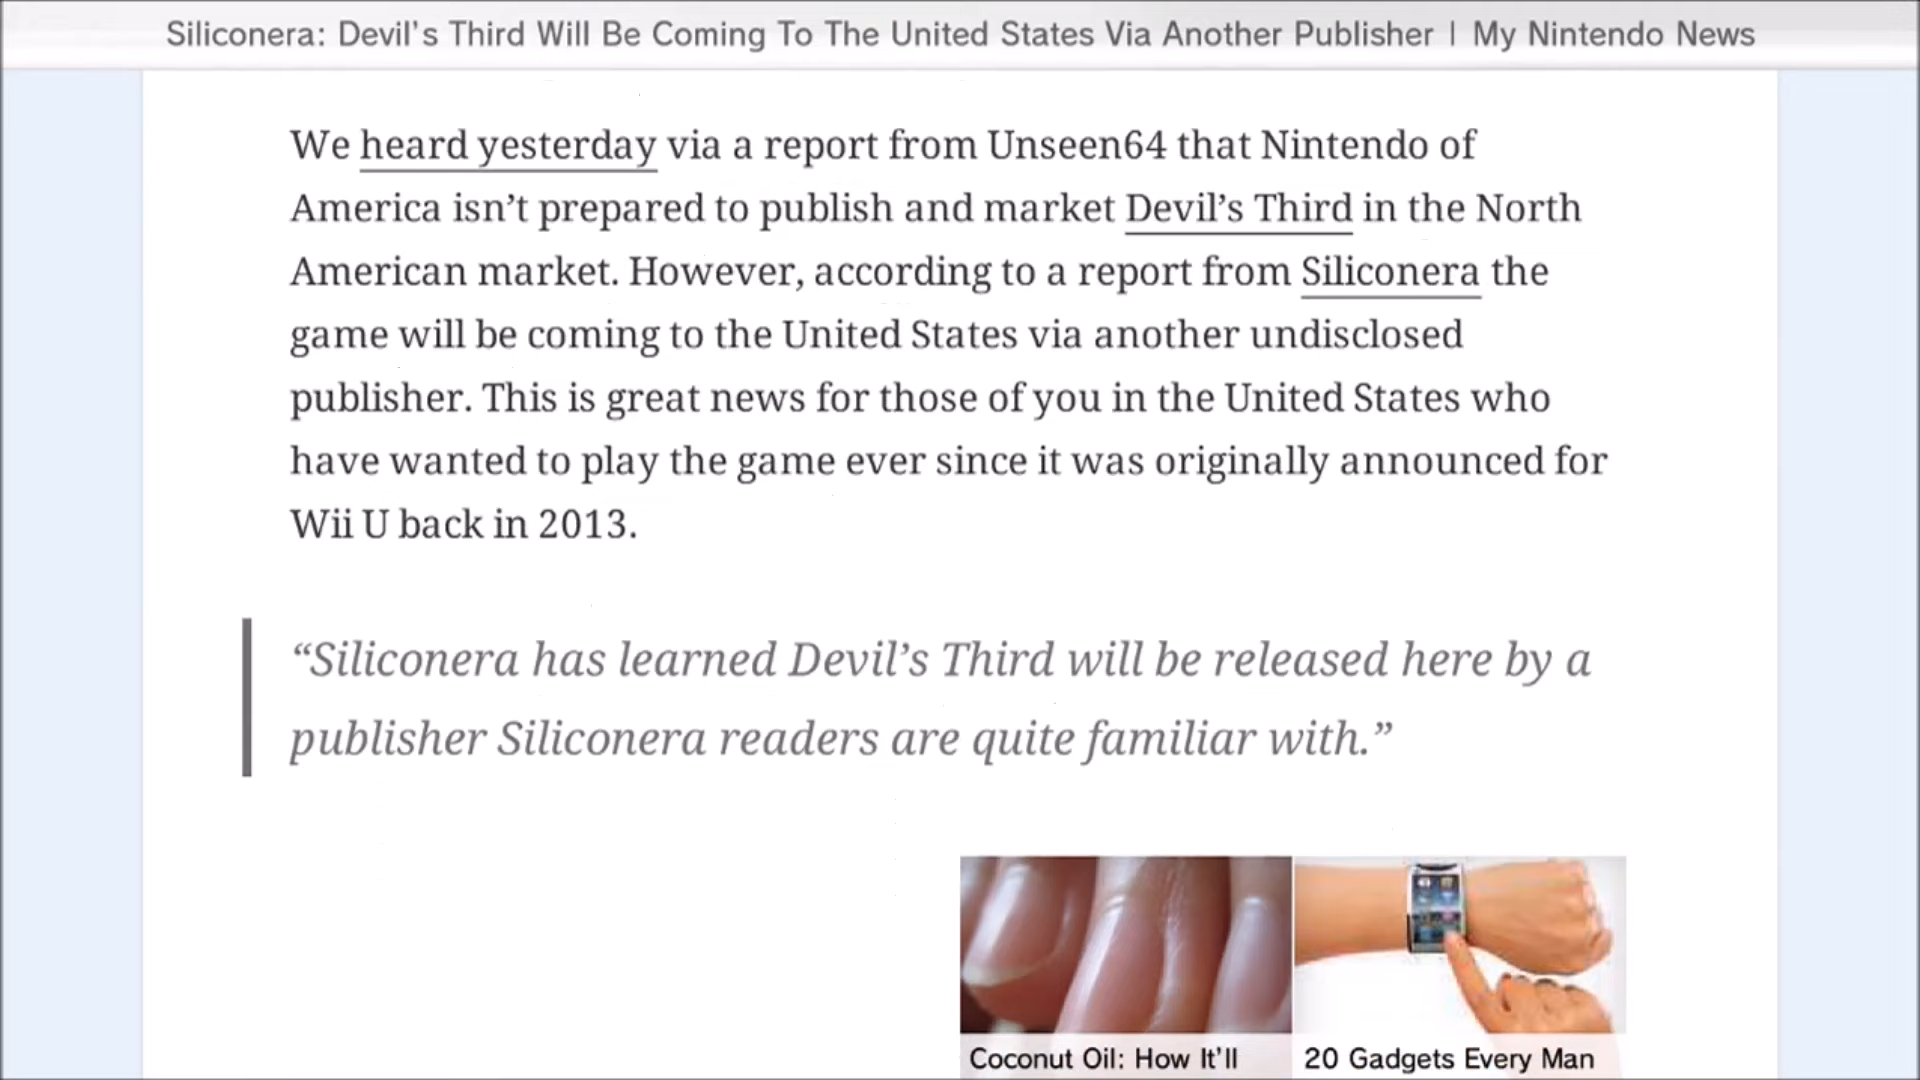 Siliconera: Devil's Third Will Be Coming To The United States Via Another Publisher | My Nintendo News
We heard yesterday via a report from Unseen64 that Nintendo of
America isn’t prepared to publish and market Devil’s Third in the North
American market. However, according to a report from Siliconera the
game will be coming to the United States via another undisclosed
publisher. This is great news for those of you in the United States who
have wanted to play the game ever since it was originally announced for
Wii U back in 2013.
“Siliconera has learned Devil’s Third will be released here by a
publisher Siliconera readers are quite familiar with.”
Coconut Oil: How It'll
20 Gadgets Every Man